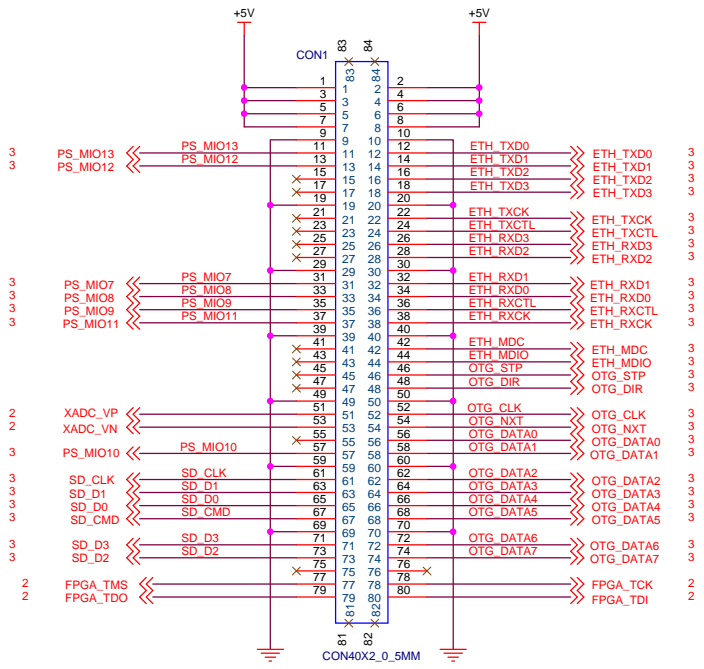 +5V +5V
83 84
CON1
83 84
1 1 2 2
3 3 4 4
5 5 6 6
7 7 8 8
9 9 10 10
3 PS_MIO13 PS_MIO13 11 11 12 12 ETH_TXD0 ETH_TXD0 3
3 PS_MIO12 PS_MIO12 13 13 14 14 ETH_TXD1 ETH_TXD1 3
15 15 16 16 ETH_TXD2 ETH_TXD2 3
17 17 18 18 ETH_TXD3 ETH_TXD3 3
19 19 20 20
21 21 22 22 ETH_TXCK ETH_TXCK 3
23 23 24 24 ETH_TXCTL ETH_TXCTL 3
25 25 26 26 ETH_RXD3 ETH_RXD3 3
27 27 28 28 ETH_RXD2 ETH_RXD2 3
29 29 30 30
3 PS_MIO7 PS_MIO7 31 31 32 32 ETH_RXD1 ETH_RXD1 3
3 PS_MIO8 PS_MIO8 33 33 34 34 ETH_RXD0 ETH_RXD0 3
3 PS_MIO9 PS_MIO9 35 35 36 36 ETH_RXCTL ETH_RXCTL 3
3 PS_MIO11 PS_MIO11 37 37 38 38 ETH_RXCK ETH_RXCK 3
39 39 40 40
41 41 42 42 ETH_MDC ETH_MDC 3
43 43 44 44 ETH_MDIO ETH_MDIO 3
45 45 46 46 OTG_STP OTG_STP 3
47 47 48 48 OTG_DIR OTG_DIR 3
49 49 50 50
2 XADC_VP 51 51 52 52 OTG_CLK OTG_CLK 3
2 XADC_VN 53 53 54 54 OTG_NXT OTG_NXT 3
55 55 56 56 OTG_DATA0 OTG_DATA0 3
3 PS_MIO10 PS_MIO10 57 57 58 58 OTG_DATA1 OTG_DATA1 3
59 59 60 60
3 SD_CLK SD_CLK 61 61 62 62 OTG_DATA2 OTG_DATA2 3
3 SD_D1 SD_D1 63 63 64 64 OTG_DATA3 OTG_DATA3 3
3 SD_D0 SD_D0 65 65 66 66 OTG_DATA4 OTG_DATA4 3
3 SD_CMD SD_CMD 67 67 68 68 OTG_DATA5 OTG_DATA5 3
69 69 70 70
3 SD_D3 SD_D3 71 71 72 72 OTG_DATA6 OTG_DATA6 3
3 SD_D2 SD_D2 73 73 74 74 OTG_DATA7 OTG_DATA7 3
75 75 76 76
2 FPGA_TMS 77 77 78 78 FPGA_TCK 2
2 FPGA_TDO 79 79 80 80 FPGA_TDI 2
81 82
81 82
CON40X2_0_5MM